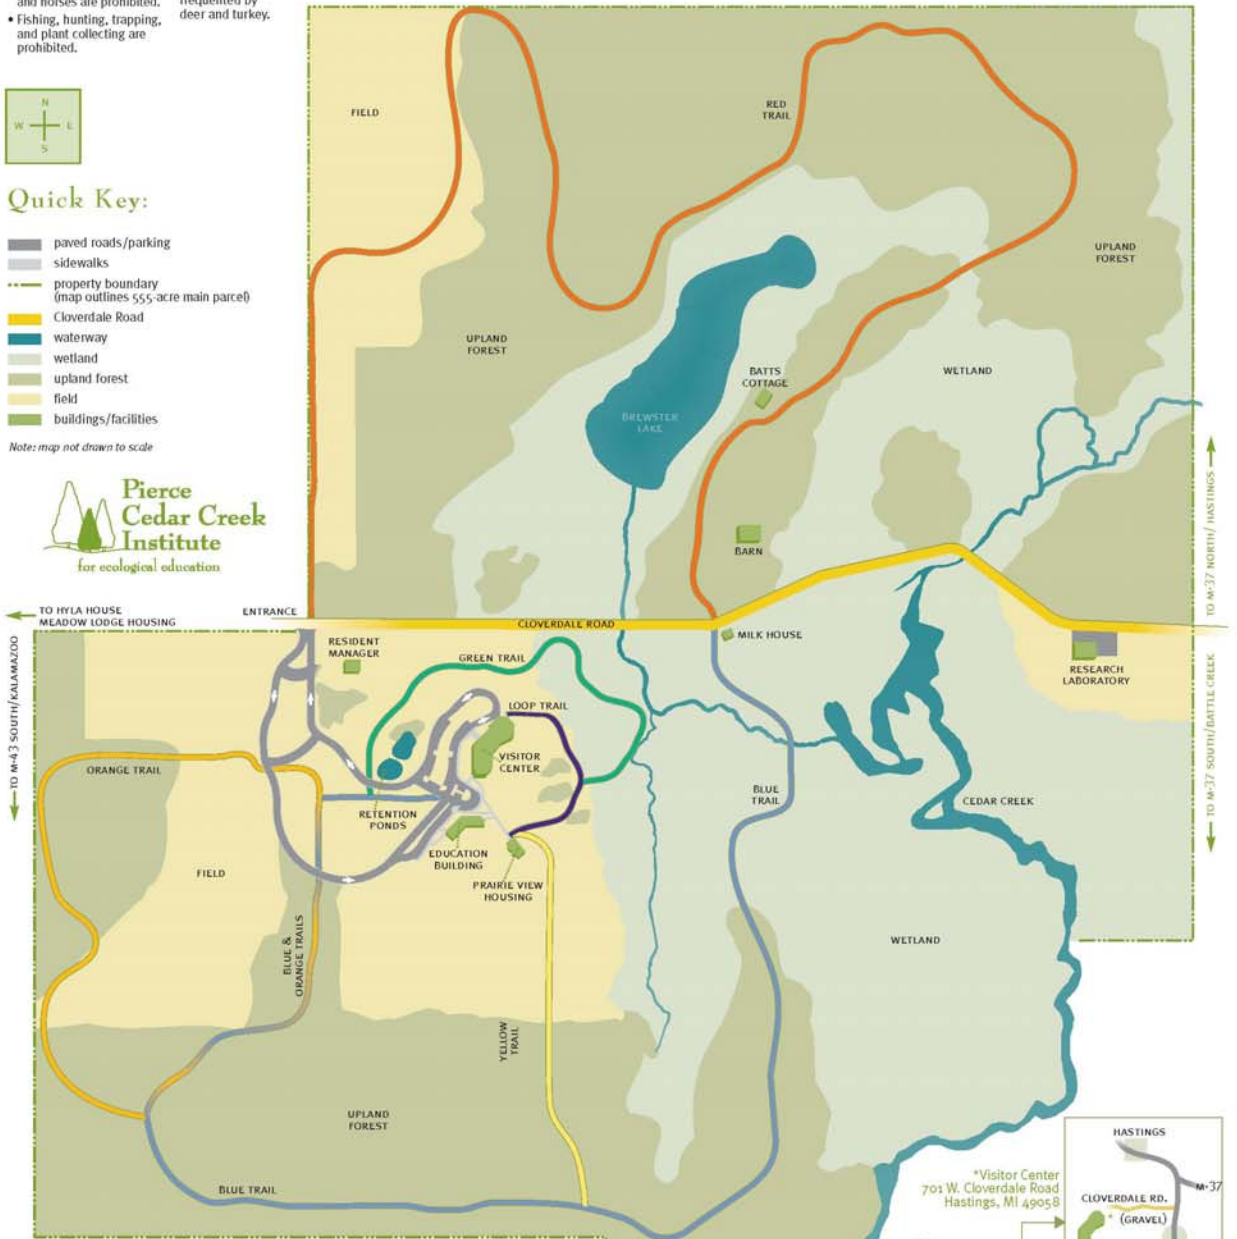 and horses are prohibited.
• Fishing, hunting, trapping,
and plant collecting are
prohibited.
frequented by
deer and turkey.
N
W E
S
Quick Key:
paved roads/parking
sidewalks
property boundary
(map outlines 555-acre main parcel)
Cloverdale Road
waterway
wetland
upland forest
field
buildings/facilities
Note: map not drawn to scale
Pierce
Cedar Creek
Institute
for ecological education
FIELD
RED
TRAIL
UPLAND
FOREST
UPLAND
FOREST
BATTS
COTTAGE
WETLAND
BREWSTER
LAKE
BARN
TO M-37 NORTH/ HASTINGS
TO HYLA HOUSE
MEADOW LODGE HOUSING
ENTRANCE
CLOVERDALE ROAD
MILK HOUSE
RESIDENT
MANAGER
GREEN TRAIL
RESEARCH
LABORATORY
TO M-43 SOUTH/KALAMAZOO
TO M-37 SOUTH/BATTLE CREEK
LOOP TRAIL
VISITOR
CENTER
ORANGE TRAIL
BLUE
TRAIL
CEDAR CREEK
RETENTION
PONDS
EDUCATION
BUILDING
FIELD
PRAIRIE VIEW
HOUSING
BLUE &
ORANGE TRAILS
WETLAND
YELLOW
TRAIL
UPLAND
FOREST
BLUE TRAIL
HASTINGS
*Visitor Center
701 W. Cloverdale Road
Hastings, MI 49058
M-37
CLOVERDALE RD.
* (GRAVEL)